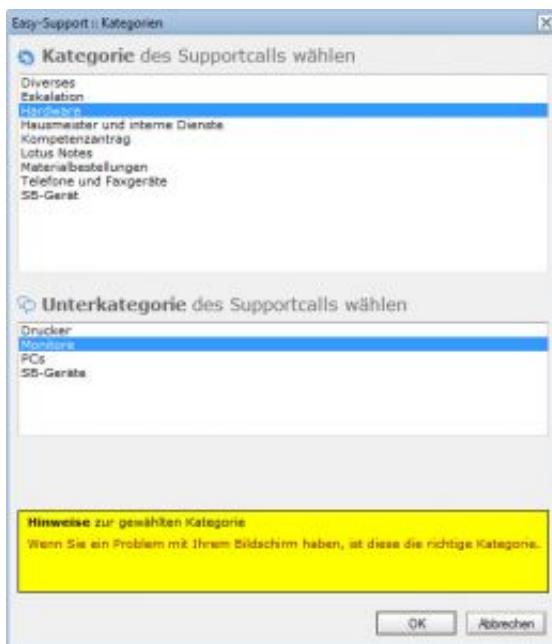 Easy-Support :: Kategorien
Kategorie des Supportcalls wählen
Diverses
Eskalation
Hardware
Hausmeister und interne Dienste
Kompetenzantrag
Lotus Notes
Materialbestellungen
Telefone und Faxgeräte
SB-Gerät
Unterkategorie des Supportcalls wählen
Drucker
Monitore
PCs
SB-Geräte
Hinweise zur gewählten Kategorie
Wenn Sie ein Problem mit Ihrem Bildschirm haben, ist diese die richtige Kategorie.
OK Abbrechen